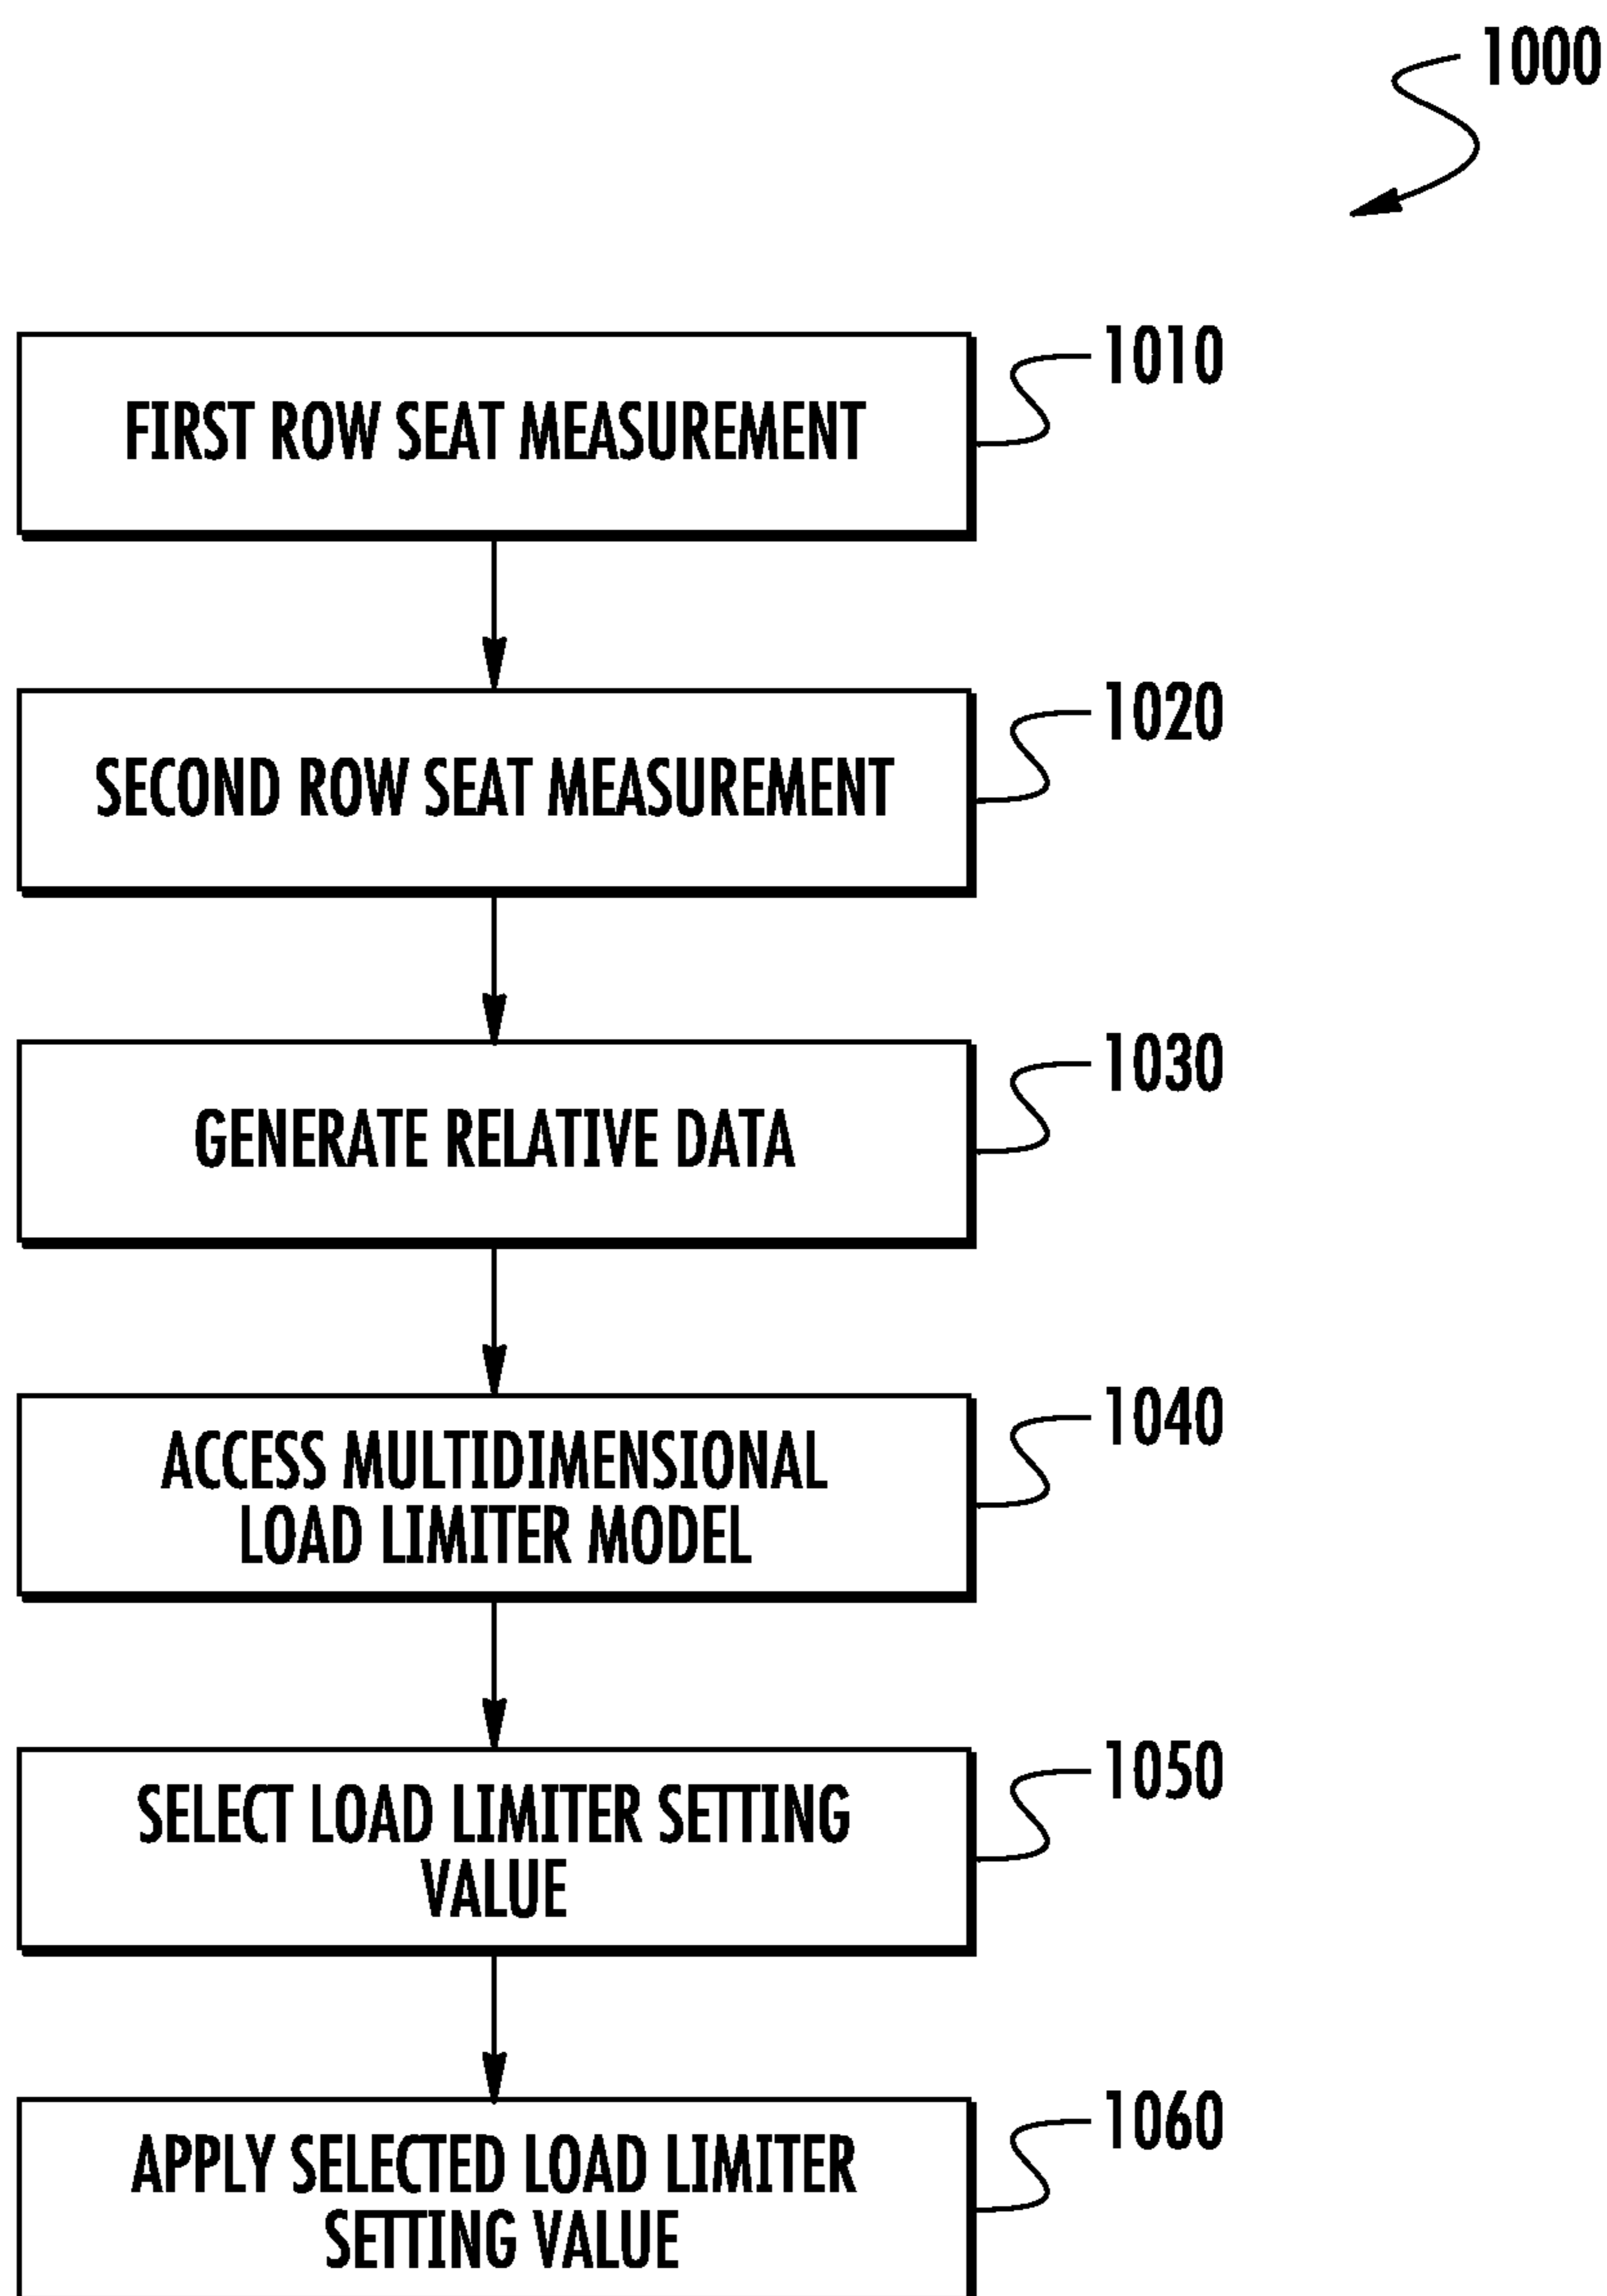 1000
FIRST ROW SEAT MEASUREMENT
1010
SECOND ROW SEAT MEASUREMENT
1020
GENERATE RELATIVE DATA
1030
ACCESS MULTIDIMENSIONAL
LOAD LIMITER MODEL
1040
SELECT LOAD LIMITER SETTING
VALUE
1050
APPLY SELECTED LOAD LIMITER
SETTING VALUE
1060